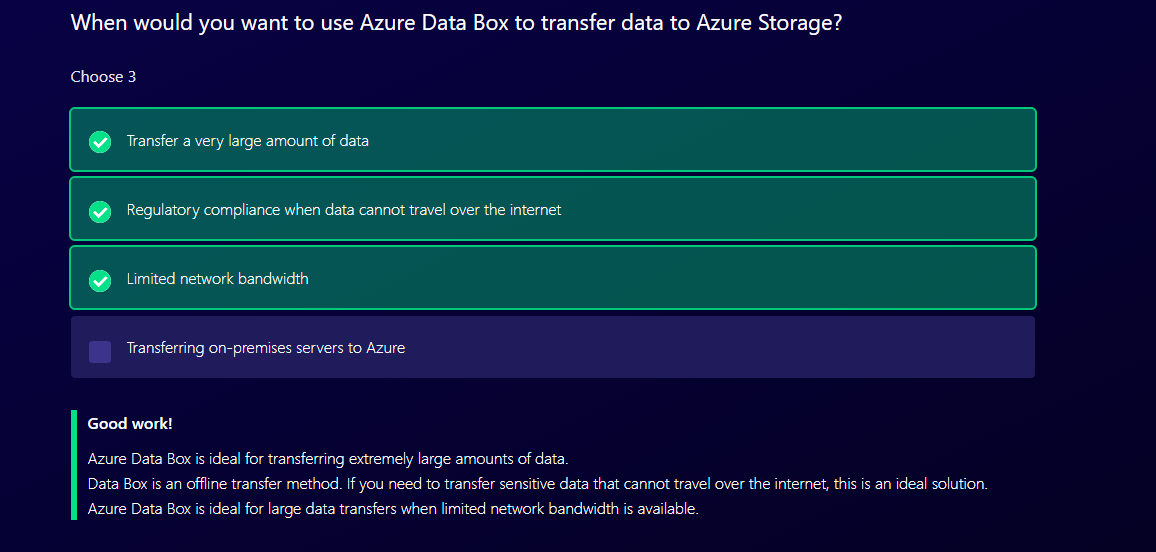 When would you want to use Azure Data Box to transfer data to Azure Storage?
Choose 3
Transfer a very large amount of data
Regulatory compliance when data cannot travel over the internet
Limited network bandwidth
Transferring on-premises servers to Azure
Good work!
Azure Data Box is ideal for transferring extremely large amounts of data.
Data Box is an offline transfer method. If you need to transfer sensitive data that cannot travel over the internet, this is an ideal solution.
Azure Data Box is ideal for large data transfers when limited network bandwidth is available.